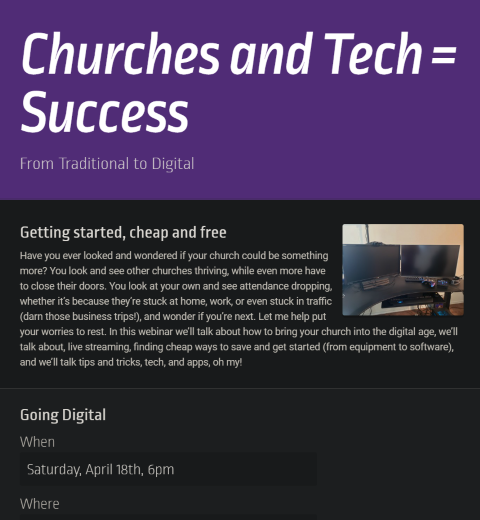 Churches and Tech =
Success
From Traditional to Digital
Getting started, cheap and free
Have you ever looked and wondered if your church could be something
more? You look and see other churches thriving, while even more have
to close their doors. You look at your own and see attendance dropping,
whether it's because they're stuck at home, work, or even stuck in traffic
(darn those business trips!), and wonder if you're next. Let me help put
your worries to rest. In this webinar we'll talk about how to bring your church into the digital age, we'll
talk about, live streaming, finding cheap ways to save and get started (from equipment to software),
and we'll talk tips and tricks, tech, and apps, oh my!
Going Digital
When
Saturday, April 18th, 6pm
Where